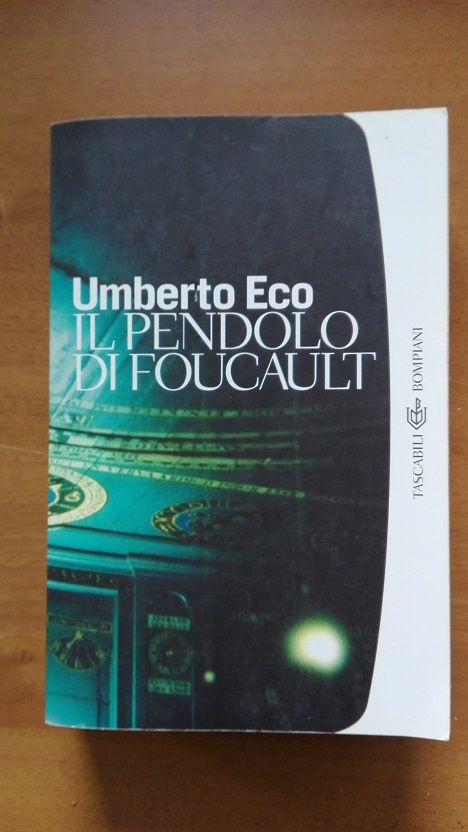 Umberto Eco
IL PENDOLO
DI FOUCAULT
TASCABILI BOMPIANI